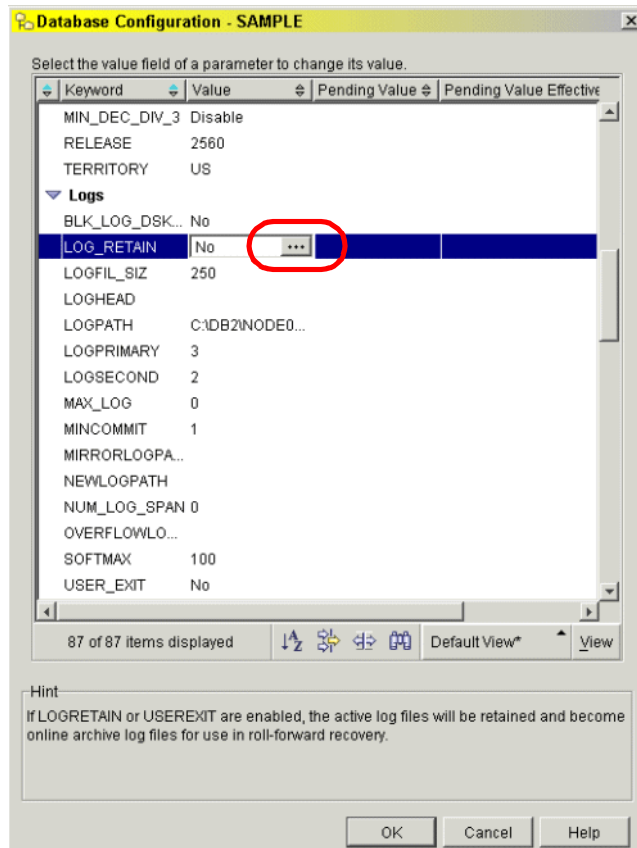 Database Configuration - SAMPLE
Select the value field of a parameter to change its value.
Keyword Value Pending Value Pending Value Effective
MIN_DEC_DIV_3 Disable
RELEASE 2560
TERRITORY US
Logs
BLK_LOG_DSK... No
LOG_RETAIN No ...
LOGFIL_SIZ 250
LOGHEAD
LOGPATH C:\DB2\NODE0...
LOGPRIMARY 3
LOGSECOND 2
MAX_LOG 0
MINCOMMIT 1
MIRRORLOGPA...
NEWLOGPATH
NUM_LOG_SPAN 0
OVERFLOWLO...
SOFTMAX 100
USER_EXIT No
87 of 87 items displayed Default View* View
Hint
If LOGRETAIN or USEREXIT are enabled, the active log files will be retained and become
online archive log files for use in roll-forward recovery.
OK Cancel Help